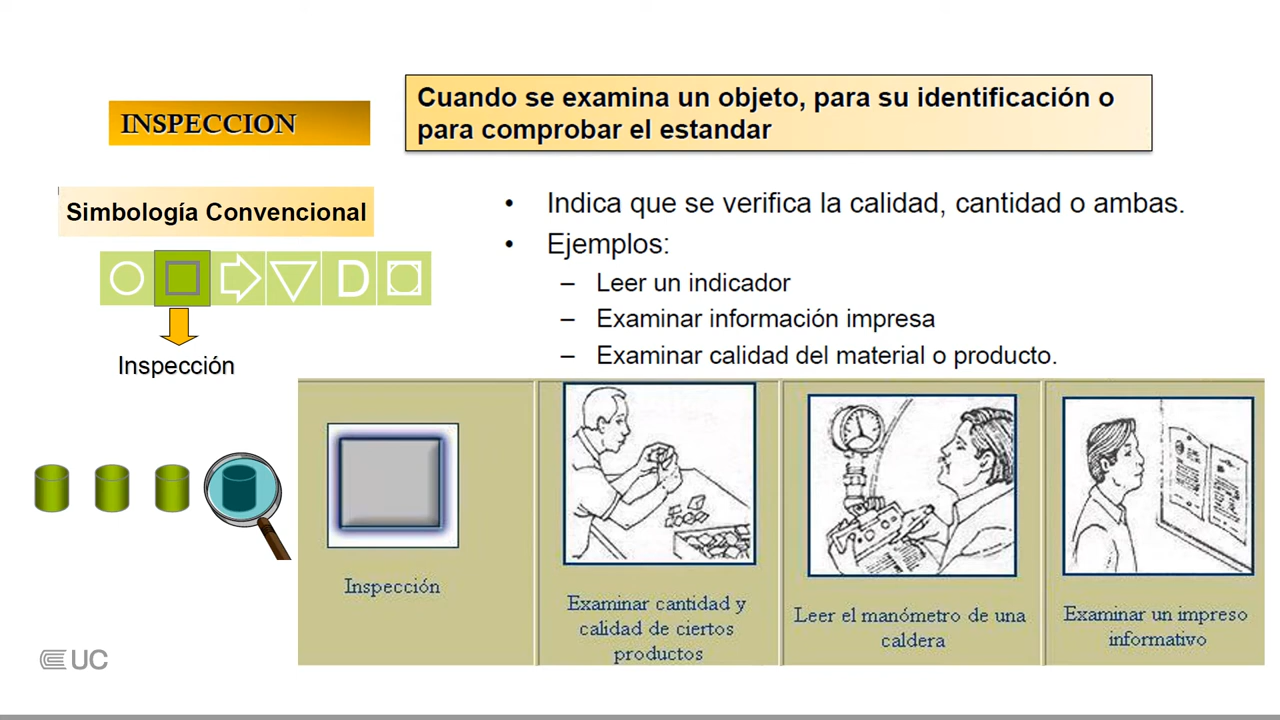 INSPECCION
Cuando se examina un objeto, para su identificación o
para comprobar el estandar
Simbología Convencional
Inspección
• Indica que se verifica la calidad, cantidad o ambas.
• Ejemplos:
– Leer un indicador
– Examinar información impresa
– Examinar calidad del material o producto.
Inspección
Examinar cantidad y
calidad de ciertos
productos
Leer el manómetro de una
caldera
Examinar un impreso
informativo
UC